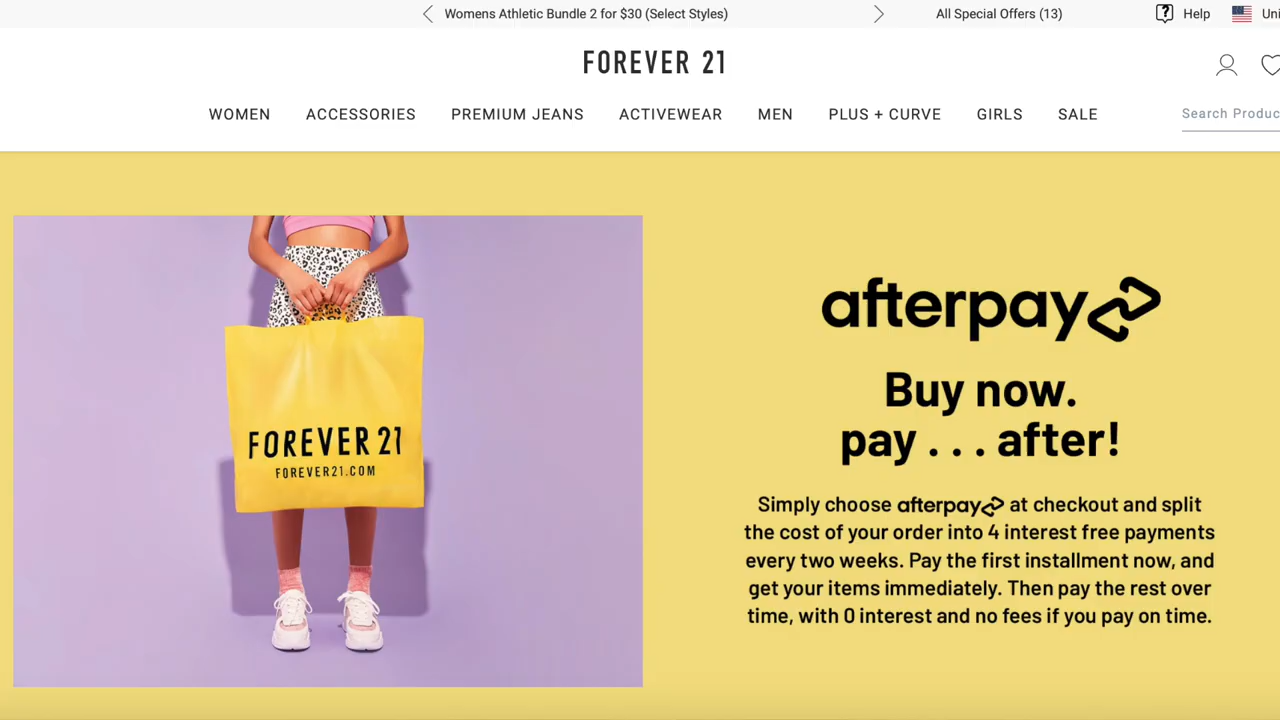 Womens Athletic Bundle 2 for $30 (Select Styles)
All Special Offers (13)
Help
FOREVER 21
WOMEN
ACCESSORIES
PREMIUM JEANS
ACTIVEWEAR
MEN
PLUS + CURVE
GIRLS
SALE
Search Produc
FOREVER 21
FOREVER21.COM
afterpay
Buy now.
pay . . . after!
Simply choose afterpay at checkout and split
the cost of your order into 4 interest free payments
every two weeks. Pay the first installment now, and
get your items immediately. Then pay the rest over
time, with 0 interest and no fees if you pay on time.